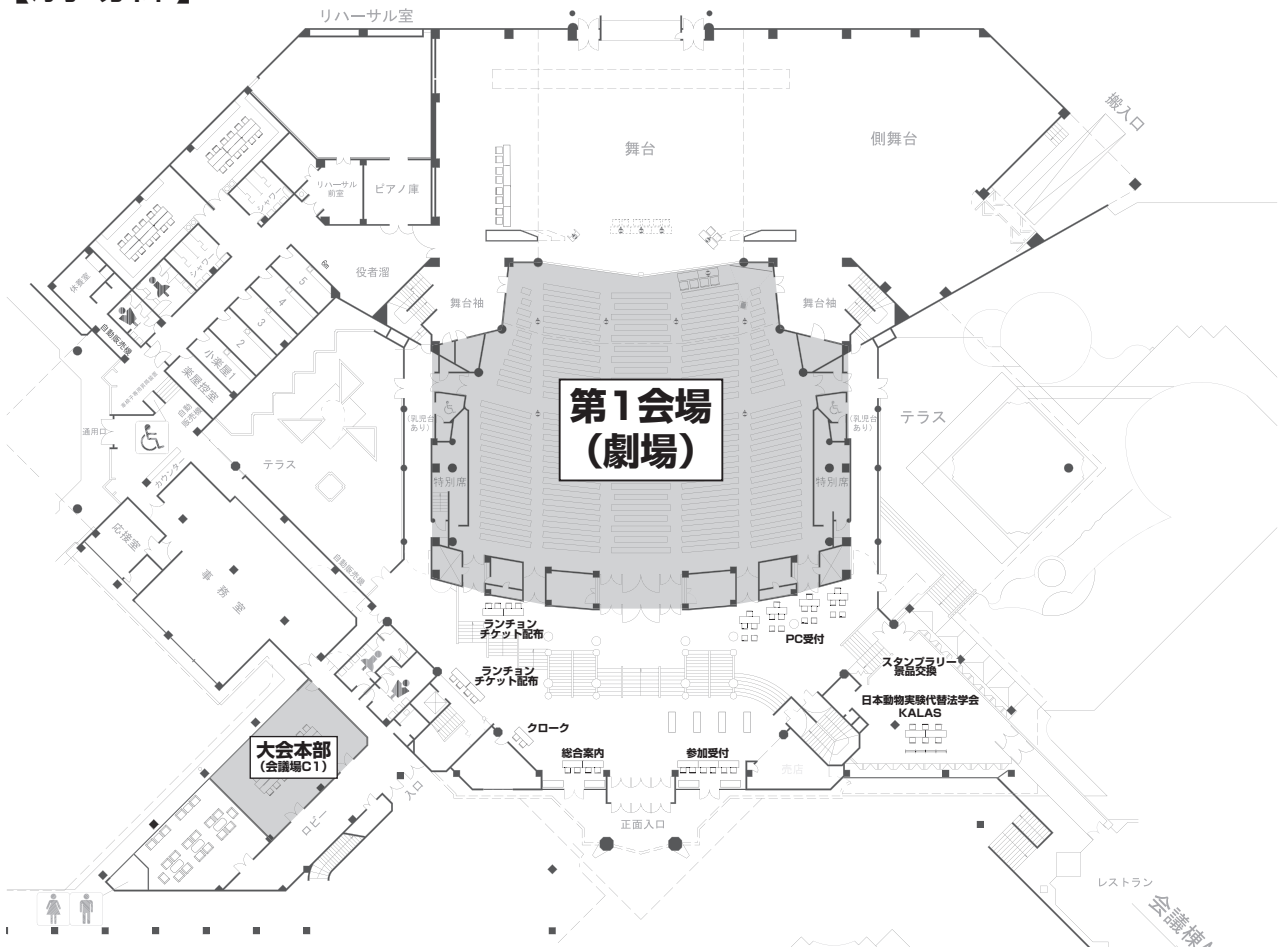 リハーサル室
搬入口
舞台
側舞台
リハーサル
前室
ピアノ庫
シャワー
シャワー
休養室
役者溜
5
4
3
2
小楽屋1
楽屋控室
舞台袖
舞台袖
自動販売機
自動
販売機
通用口
カウンター
テラス
第1会場
(劇場)
(乳児台
あり)
(乳児台
あり)
テラス
特別席
特別席
応接室
事務室
自動販売機
ランチョン
チケット配布
PC受付
ランチョン
チケット配布
スタンプラリー
景品交換
日本動物実験代替法学会
KALAS
クローク
大会本部
(会議場C1)
総合案内
参加受付
売店
入口
ロビー
正面入口
レストラン